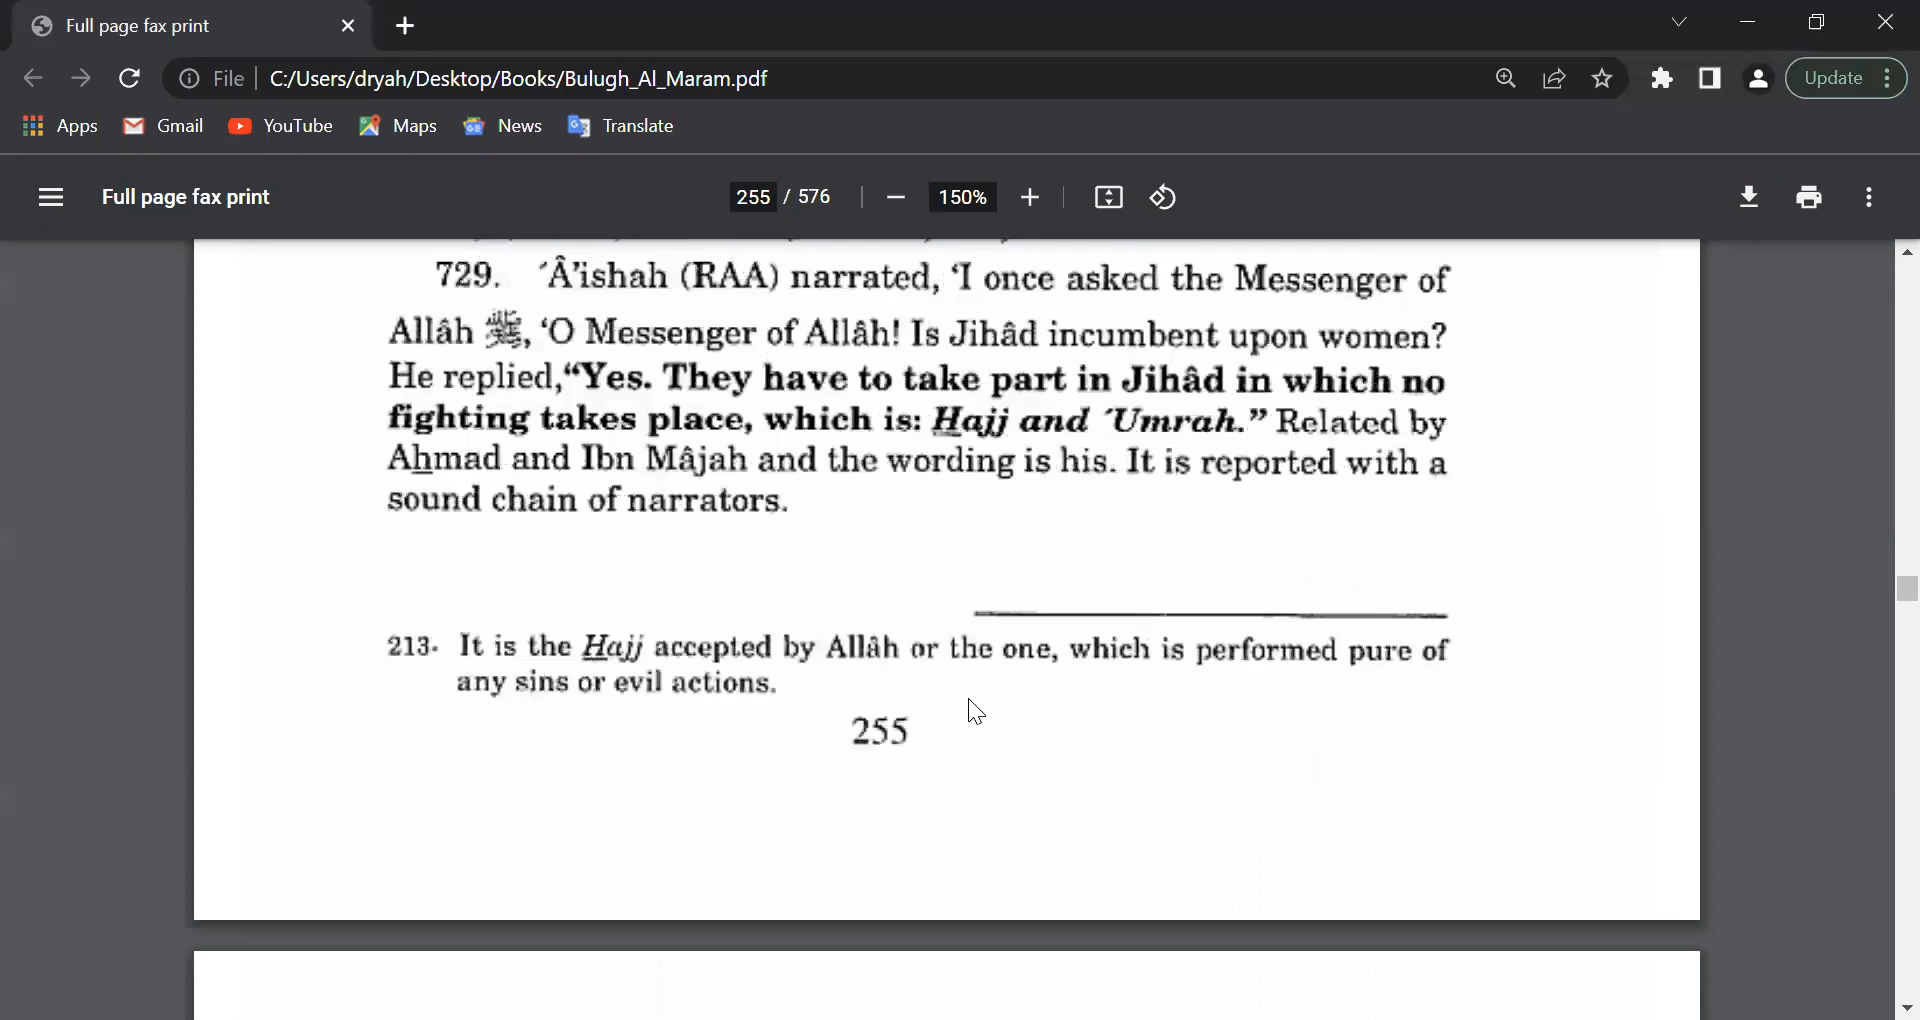 Full page fax print
File
C:/Users/dryah/Desktop/Books/Bulugh_Al_Maram.pdf
Update
Apps
Gmail
YouTube
Maps
News
Translate
Full page fax print
255 / 576
150%
729. ´Â’ishah (RAA) narrated, ‘I once asked the Messenger of
Allâh ﷺ, ‘O Messenger of Allâh! Is Jihâd incumbent upon women?
He replied,“Yes. They have to take part in Jihâd in which no
fighting takes place, which is: Hajj and ´Umrah.” Related by
Ahmad and Ibn Mâjah and the wording is his. It is reported with a
sound chain of narrators.
213- It is the Hajj accepted by Allâh or the one, which is performed pure of
any sins or evil actions.
255